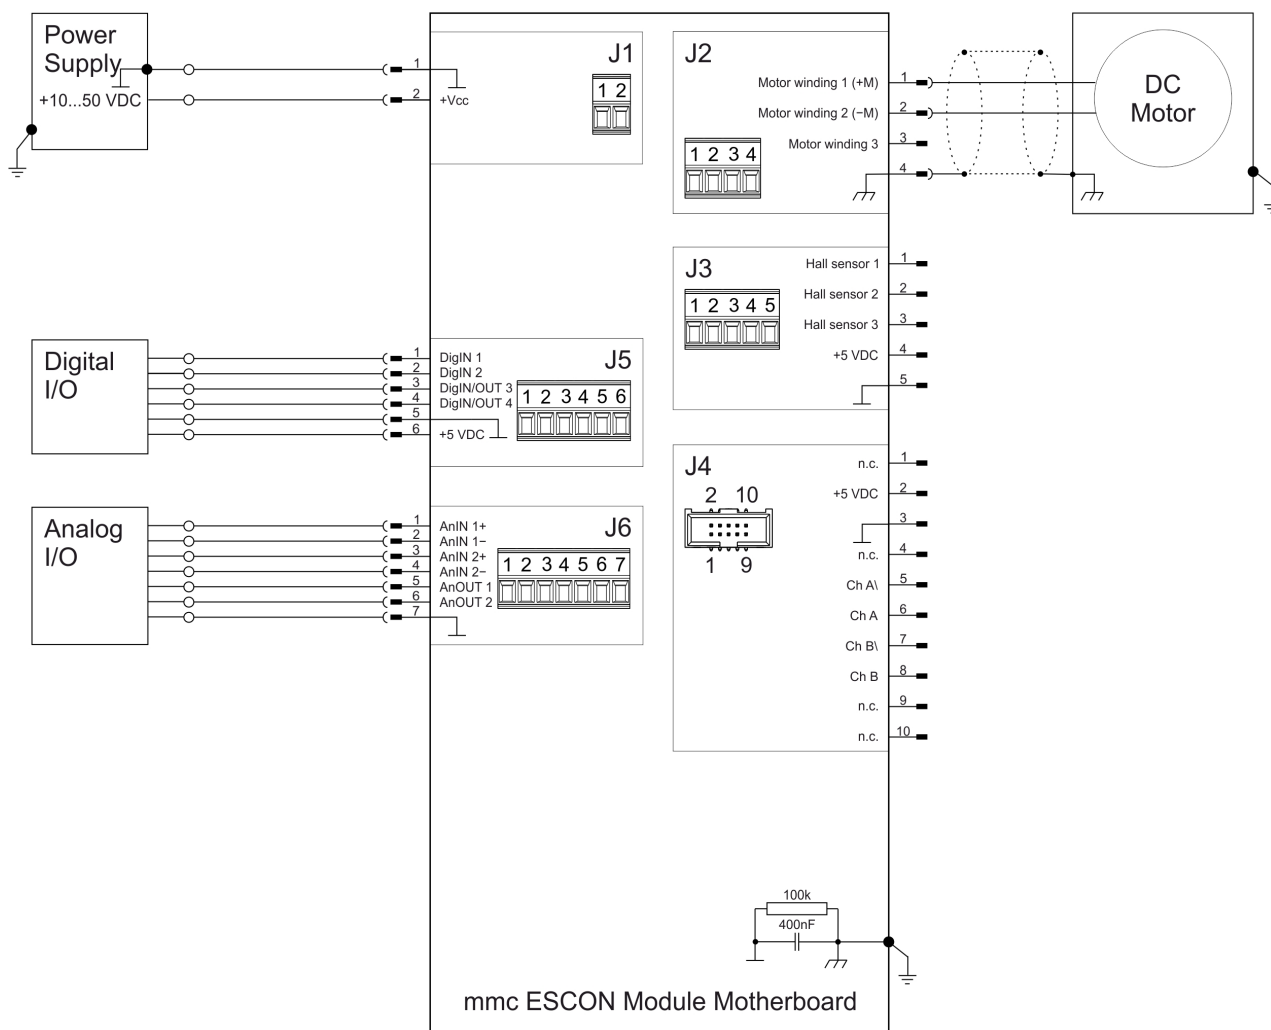 Power
Supply
+10...50 VDC
1
2
+Vcc
J1
1 2
J2
1 2 3 4
Motor winding 1 (+M)
1
Motor winding 2 (−M)
2
Motor winding 3
3
4
DC
Motor
J3
1 2 3 4 5
Hall sensor 1
1
Hall sensor 2
2
Hall sensor 3
3
+5 VDC
4
5
Digital
I/O
1
DigIN 1
2
DigIN 2
3
DigIN/OUT 3
4
DigIN/OUT 4
5
6
+5 VDC
J5
1 2 3 4 5 6
J4
2 10
1 9
n.c.
1
+5 VDC
2
3
n.c.
4
Ch A\
5
Ch A
6
Ch B\
7
Ch B
8
n.c.
9
n.c.
10
Analog
I/O
1
AnIN 1+
2
AnIN 1−
3
AnIN 2+
4
AnIN 2−
5
AnOUT 1
6
AnOUT 2
7
J6
1 2 3 4 5 6 7
100k
400nF
mmc ESCON Module Motherboard